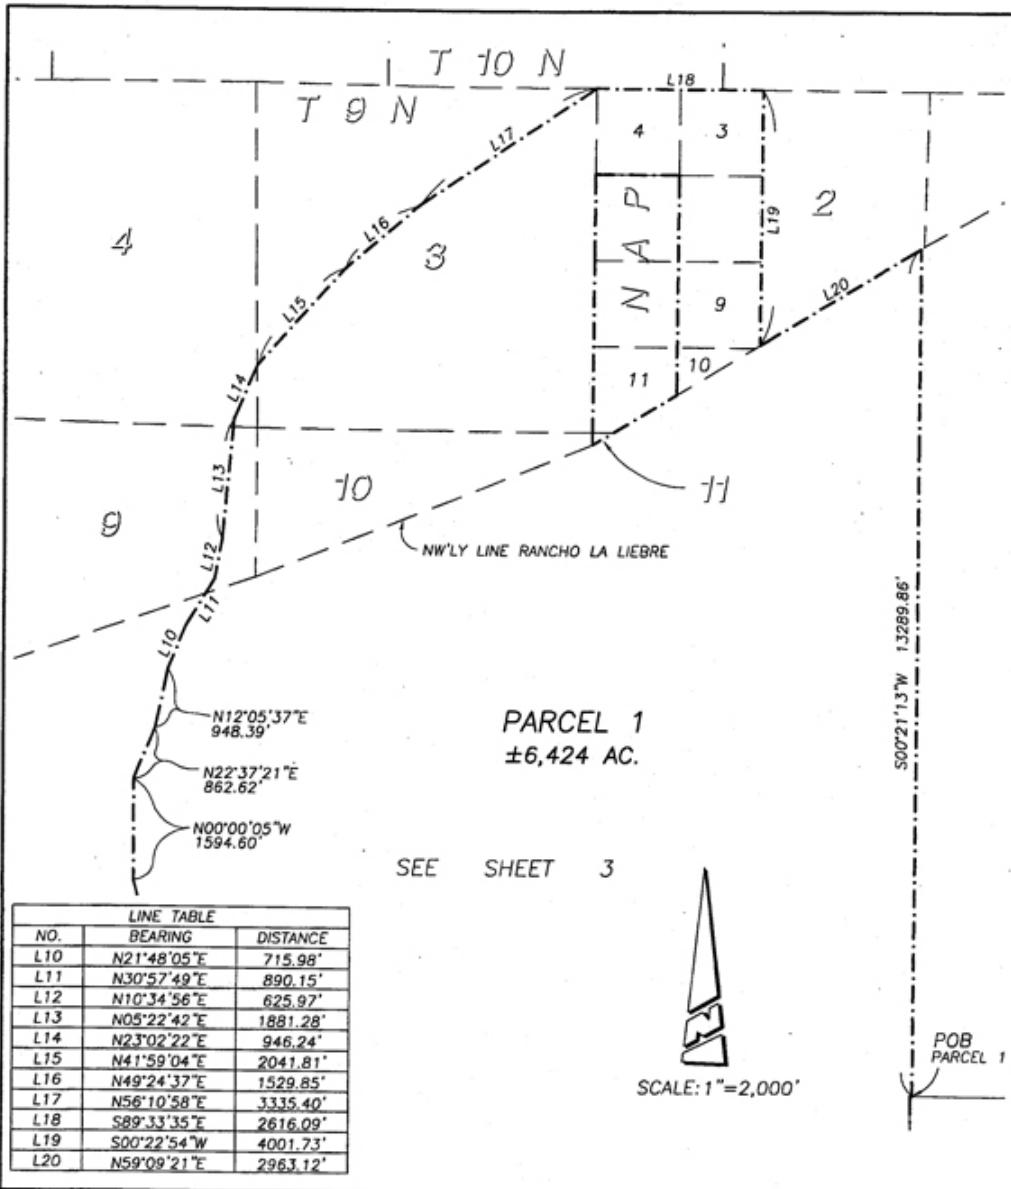 T 10 N
T 9 N
L18
L17
4
3
L16
L19
2
4
3
N A P
L15
9
L20
L14
11
10
L13
10
11
9
L12
NW'LY LINE RANCHO LA LIEBRE
L11
L10
S00°21'13"W 13289.86'
N12°05'37"E
948.39'
PARCEL 1
±6,424 AC.
N22°37'21"E
862.62'
N00°00'05"W
1594.60'
SEE SHEET 3
LINE TABLE
NO. BEARING DISTANCE
L10 N21°48'05"E 715.98'
L11 N30°57'49"E 890.15'
L12 N10°34'56"E 625.97'
L13 N05°22'42"E 1881.28'
L14 N23°02'22"E 946.24'
L15 N41°59'04"E 2041.81'
L16 N49°24'37"E 1529.85'
L17 N56°10'58"E 3335.40'
L18 S89°33'35"E 2616.09'
L19 S00°22'54"W 4001.73'
L20 N59°09'21"E 2963.12'
N
SCALE: 1"=2,000'
POB
PARCEL 1